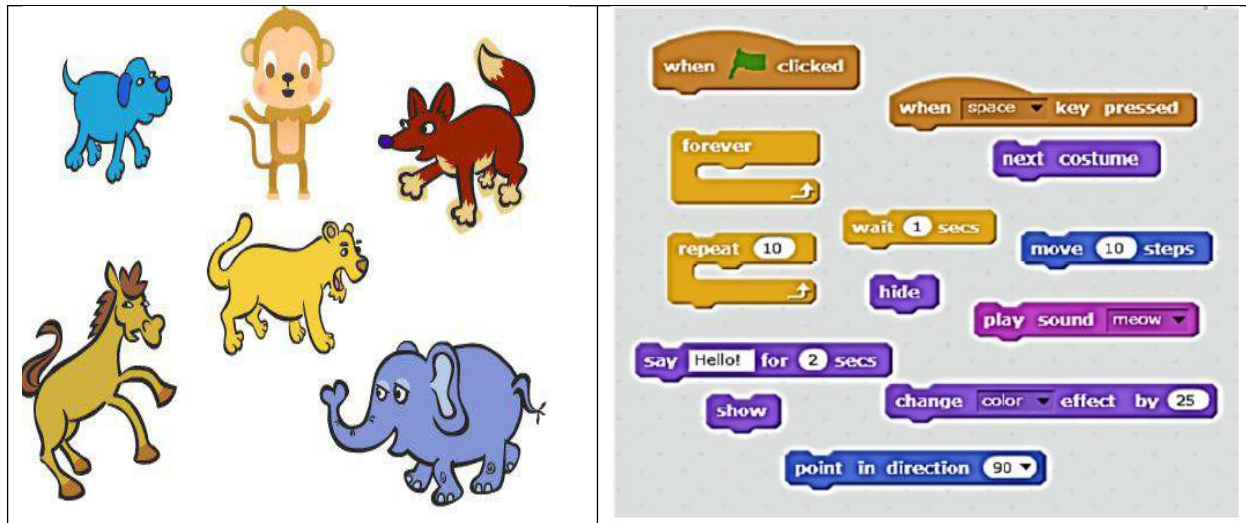 when clicked
when space key pressed
forever
next costume
wait 1 secs
repeat 10
move 10 steps
hide
play sound meow
say Hello! for 2 secs
change color effect by 25
show
point in direction 90